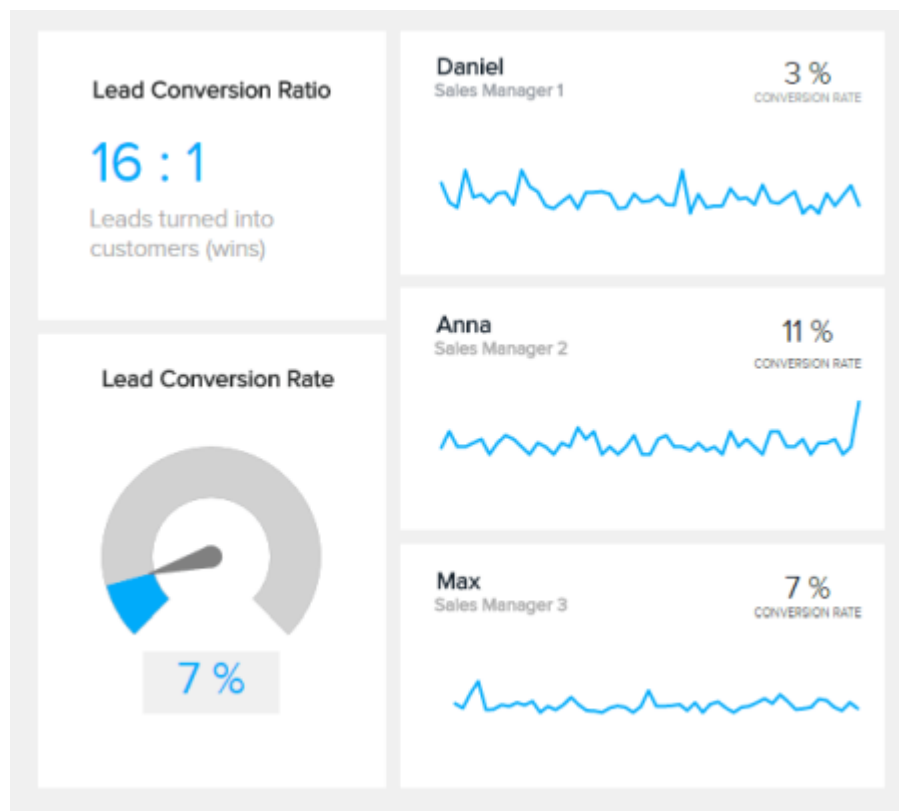 Lead Conversion Ratio
16 : 1
Leads turned into
customers (wins)
Lead Conversion Rate
7 %
Daniel
Sales Manager 1
3 %
CONVERSION RATE
Anna
Sales Manager 2
11 %
CONVERSION RATE
Max
Sales Manager 3
7 %
CONVERSION RATE